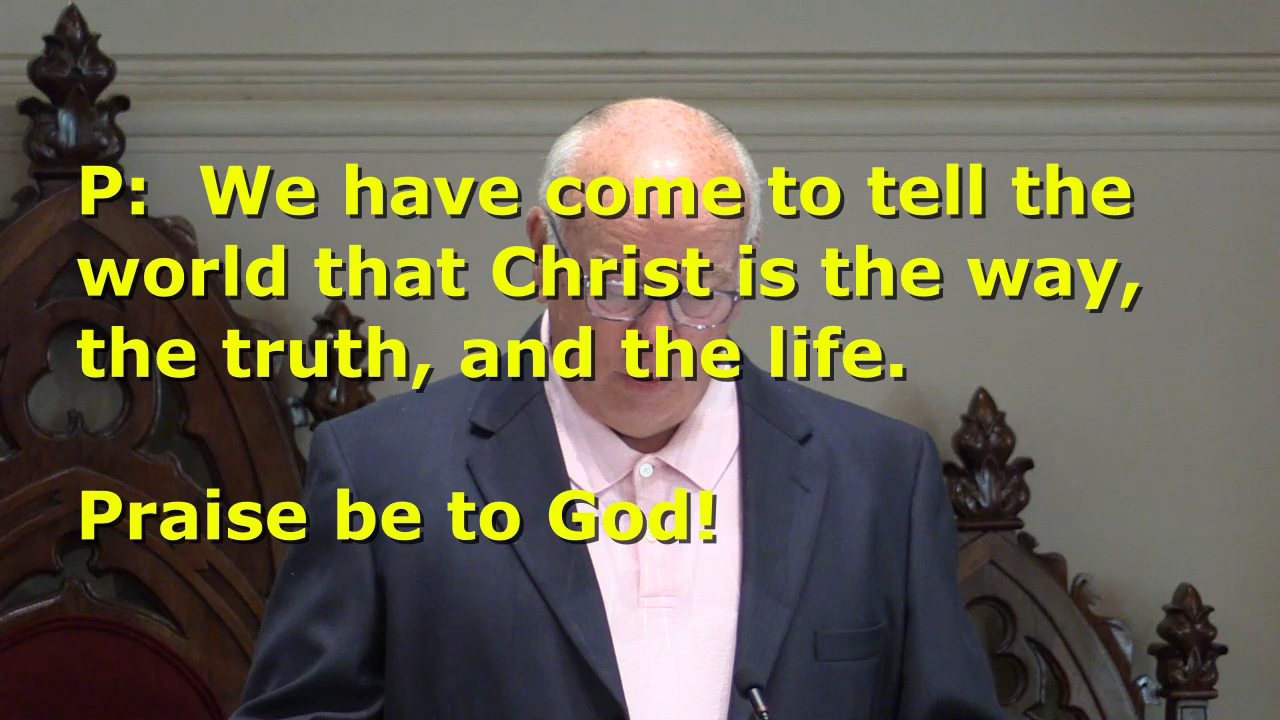 P:  We have come to tell the
world that Christ is the way,
the truth, and the life.
Praise be to God!